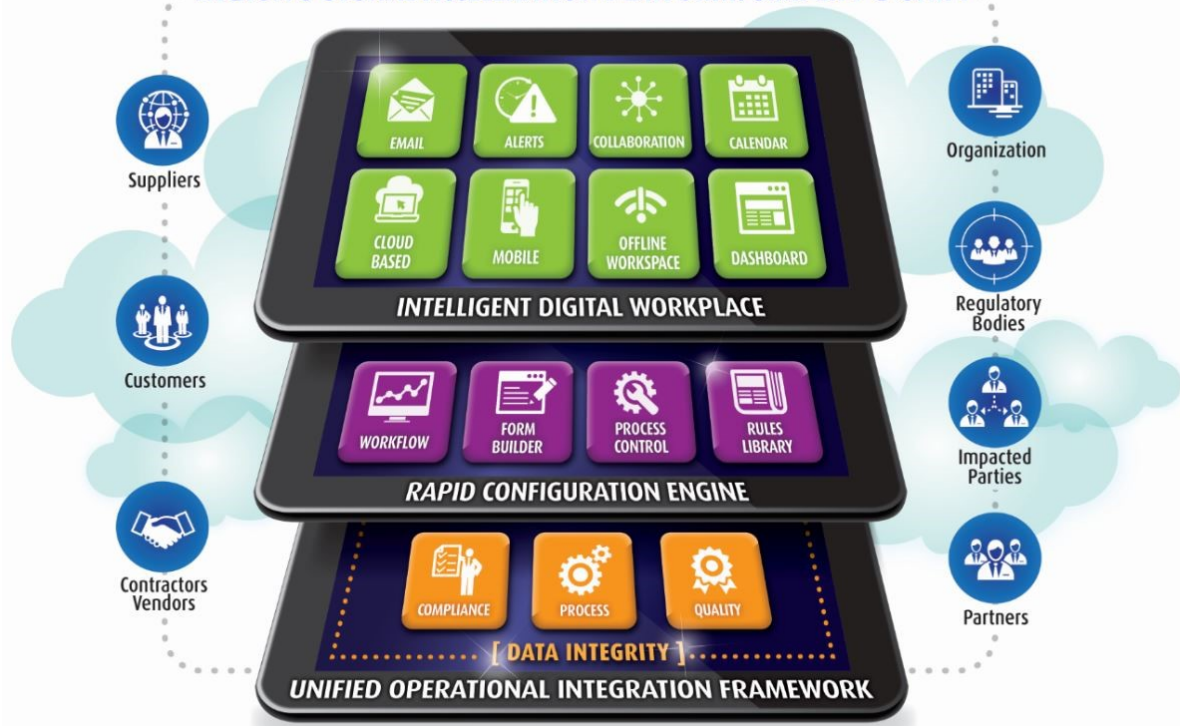 EMAIL
ALERTS
COLLABORATION
CALENDAR
CLOUD
BASED
MOBILE
OFFLINE
WORKSPACE
DASHBOARD
INTELLIGENT DIGITAL WORKPLACE
WORKFLOW
FORM
BUILDER
PROCESS
CONTROL
RULES
LIBRARY
RAPID CONFIGURATION ENGINE
COMPLIANCE
PROCESS
QUALITY
[ DATA INTEGRITY ]
UNIFIED OPERATIONAL INTEGRATION FRAMEWORK
Suppliers
Customers
Contractors
Vendors
Organization
Regulatory
Bodies
Impacted
Parties
Partners